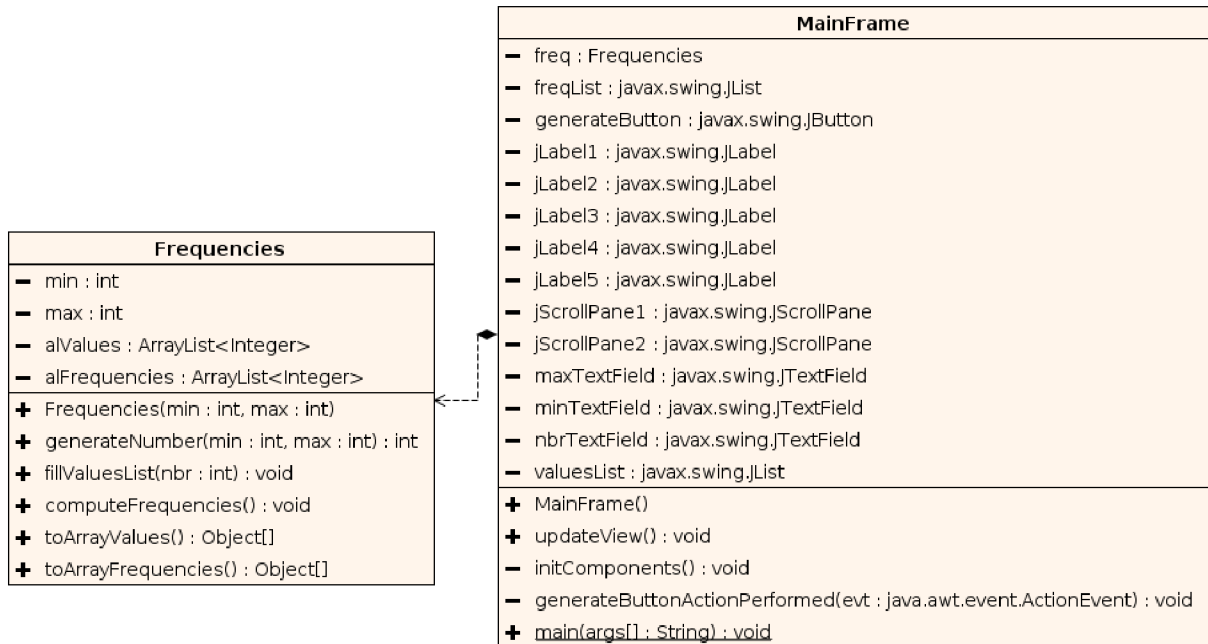 Frequencies
− min : int
− max : int
− alValues : ArrayList<Integer>
− alFrequencies : ArrayList<Integer>
+ Frequencies(min : int, max : int)
+ generateNumber(min : int, max : int) : int
+ fillValuesList(nbr : int) : void
+ computeFrequencies() : void
+ toArrayValues() : Object[]
+ toArrayFrequencies() : Object[]
MainFrame
− freq : Frequencies
− freqList : javax.swing.JList
− generateButton : javax.swing.JButton
− jLabel1 : javax.swing.JLabel
− jLabel2 : javax.swing.JLabel
− jLabel3 : javax.swing.JLabel
− jLabel4 : javax.swing.JLabel
− jLabel5 : javax.swing.JLabel
− jScrollPane1 : javax.swing.JScrollPane
− jScrollPane2 : javax.swing.JScrollPane
− maxTextField : javax.swing.JTextField
− minTextField : javax.swing.JTextField
− nbrTextField : javax.swing.JTextField
− valuesList : javax.swing.JList
+ MainFrame()
+ updateView() : void
− initComponents() : void
− generateButtonActionPerformed(evt : java.awt.event.ActionEvent) : void
+ main(args[] : String) : void